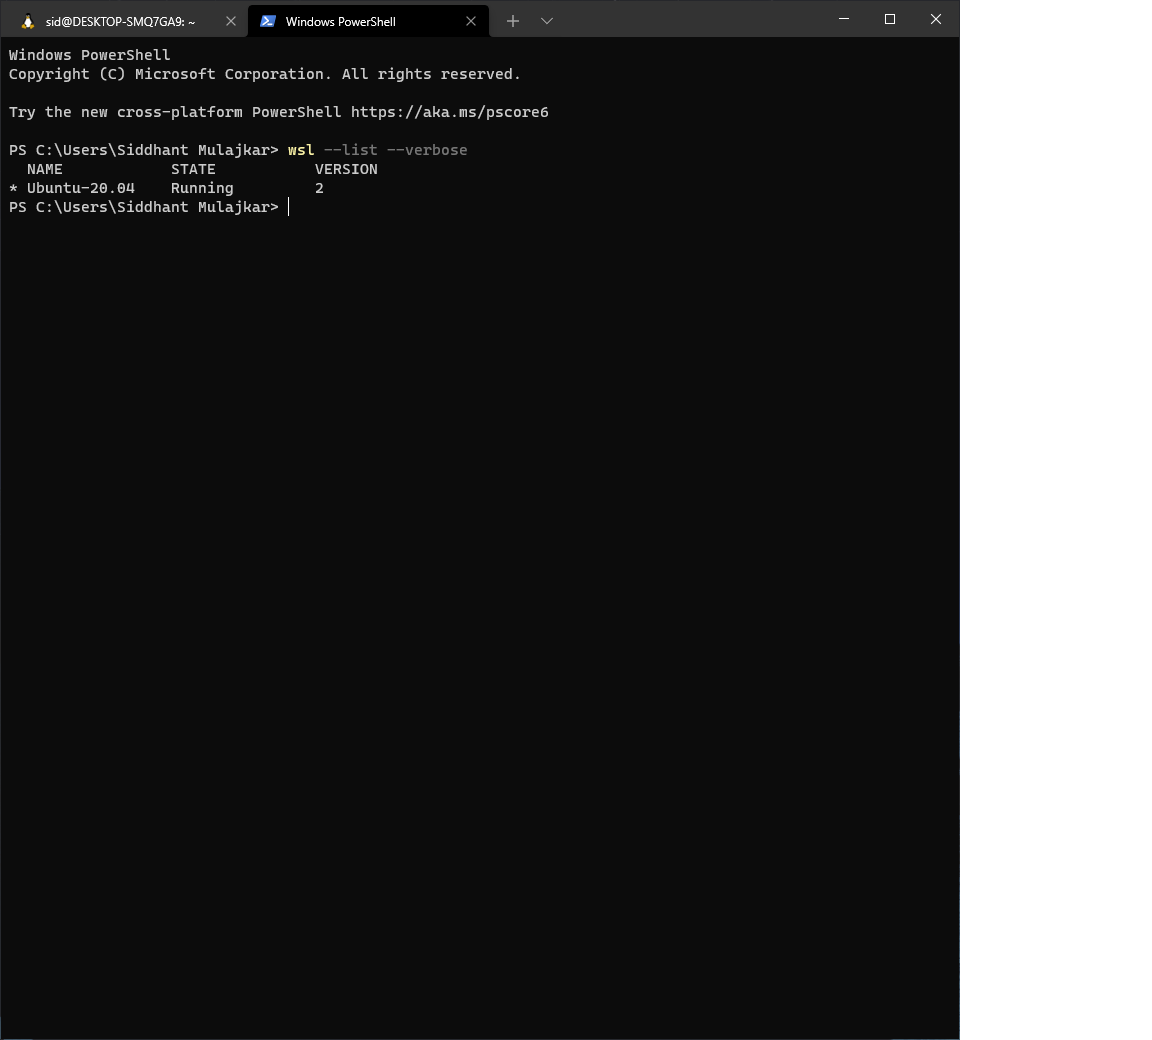 sid@DESKTOP-SMQ7GA9: ~
Windows PowerShell
Windows PowerShell
Copyright (C) Microsoft Corporation. All rights reserved.
Try the new cross-platform PowerShell https://aka.ms/pscore6
PS C:\Users\Siddhant Mulajkar> wsl --list --verbose
NAME STATE VERSION
* Ubuntu-20.04 Running 2
PS C:\Users\Siddhant Mulajkar>